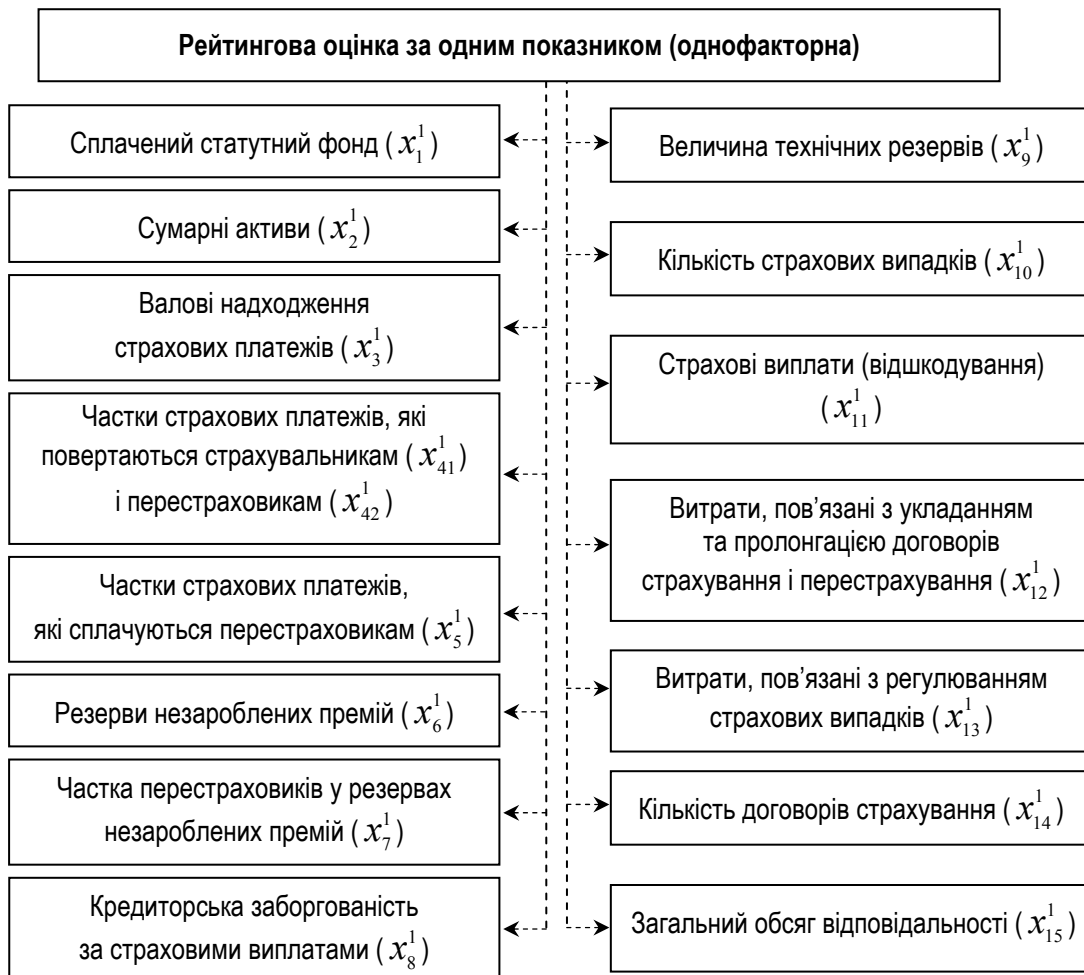 Рейтингова оцінка за одним показником (однофакторна)
Сплачений статутний фонд ( x₁¹ )
Сумарні активи ( x₂¹ )
Валові надходження
страхових платежів ( x₃¹ )
Частки страхових платежів, які
повертаються страхувальникам ( x₄₁¹ )
і перестраховикам ( x₄₂¹ )
Частки страхових платежів,
які сплачуються перестраховикам ( x₅¹ )
Резерви незароблених премій ( x₆¹ )
Частка перестраховиків у резервах
незароблених премій ( x₇¹ )
Кредиторська заборгованість
за страховими виплатами ( x₈¹ )
Величина технічних резервів ( x₉¹ )
Кількість страхових випадків ( x₁₀¹ )
Страхові виплати (відшкодування)
( x₁₁¹ )
Витрати, пов’язані з укладанням
та пролонгацією договорів
страхування і перестрахування ( x₁₂¹ )
Витрати, пов’язані з регулюванням
страхових випадків ( x₁₃¹ )
Кількість договорів страхування ( x₁₄¹ )
Загальний обсяг відповідальності ( x₁₅¹ )